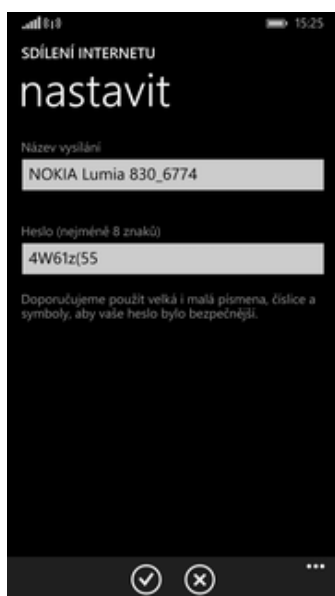 15:25
SDÍLENÍ INTERNETU
nastavit
Název vysílání
NOKIA Lumia 830_6774
Heslo (nejméně 8 znaků)
4W61z(55
Doporučujeme použít velká i malá písmena, číslice a
symboly, aby vaše heslo bylo bezpečnější.